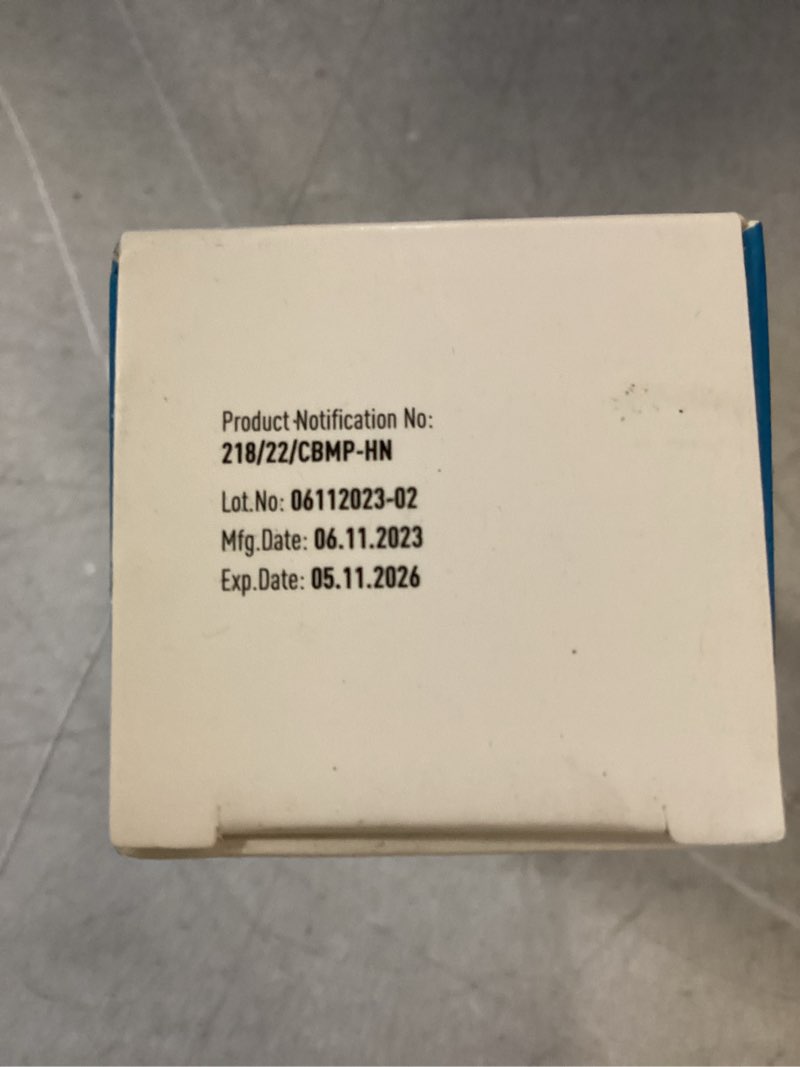 Product Notification No:
218/22/CBMP-HN
Lot.No: 06112023-02
Mfg.Date: 06.11.2023
Exp.Date: 05.11.2026